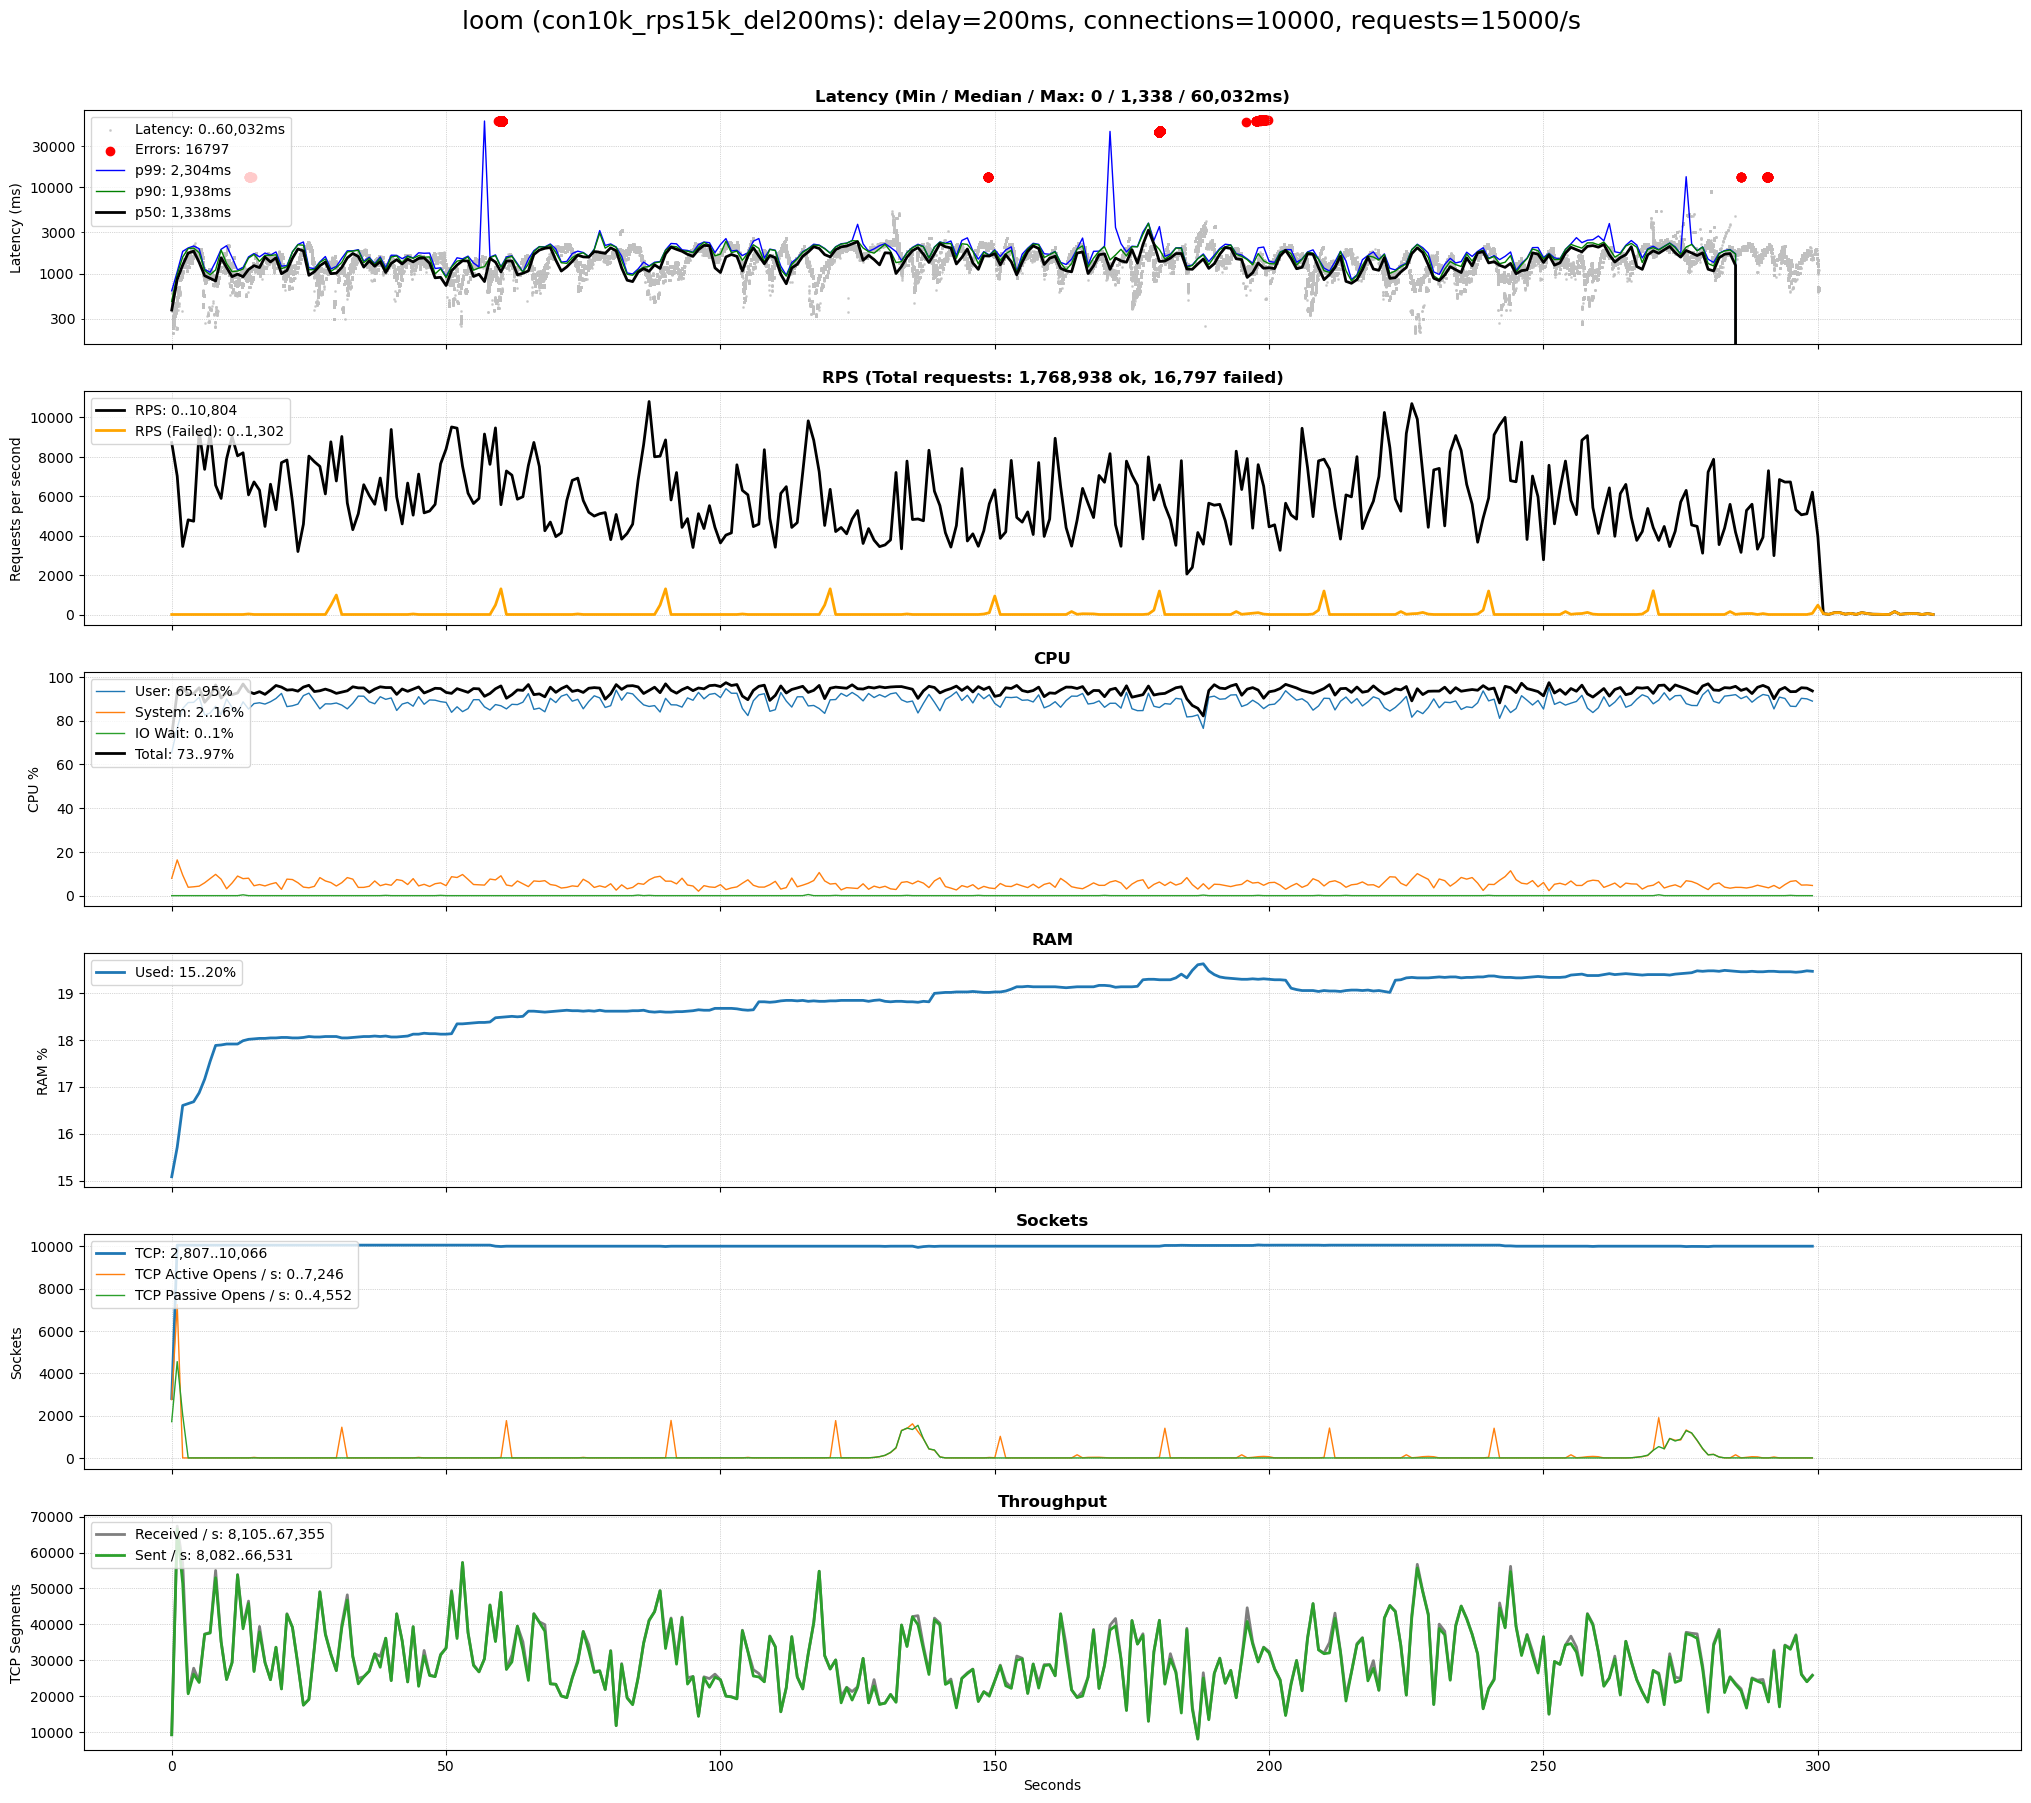 loom (con10k_rps15k_del200ms): delay=200ms, connections=10000, requests=15000/s
Latency (Min / Median / Max: 0 / 1,338 / 60,032ms)
Latency (ms)
30000
10000
3000
1000
300
Latency: 0..60,032ms
Errors: 16797
p99: 2,304ms
p90: 1,938ms
p50: 1,338ms
RPS (Total requests: 1,768,938 ok, 16,797 failed)
Requests per second
10000
8000
6000
4000
2000
0
RPS: 0..10,804
RPS (Failed): 0..1,302
CPU
CPU %
100
80
60
40
20
0
User: 65..95%
System: 2..16%
IO Wait: 0..1%
Total: 73..97%
RAM
RAM %
19
18
17
16
15
Used: 15..20%
Sockets
Sockets
10000
8000
6000
4000
2000
0
TCP: 2,807..10,066
TCP Active Opens / s: 0..7,246
TCP Passive Opens / s: 0..4,552
Throughput
TCP Segments
70000
60000
50000
40000
30000
20000
10000
Received / s: 8,105..67,355
Sent / s: 8,082..66,531
0
50
100
150
200
250
300
Seconds